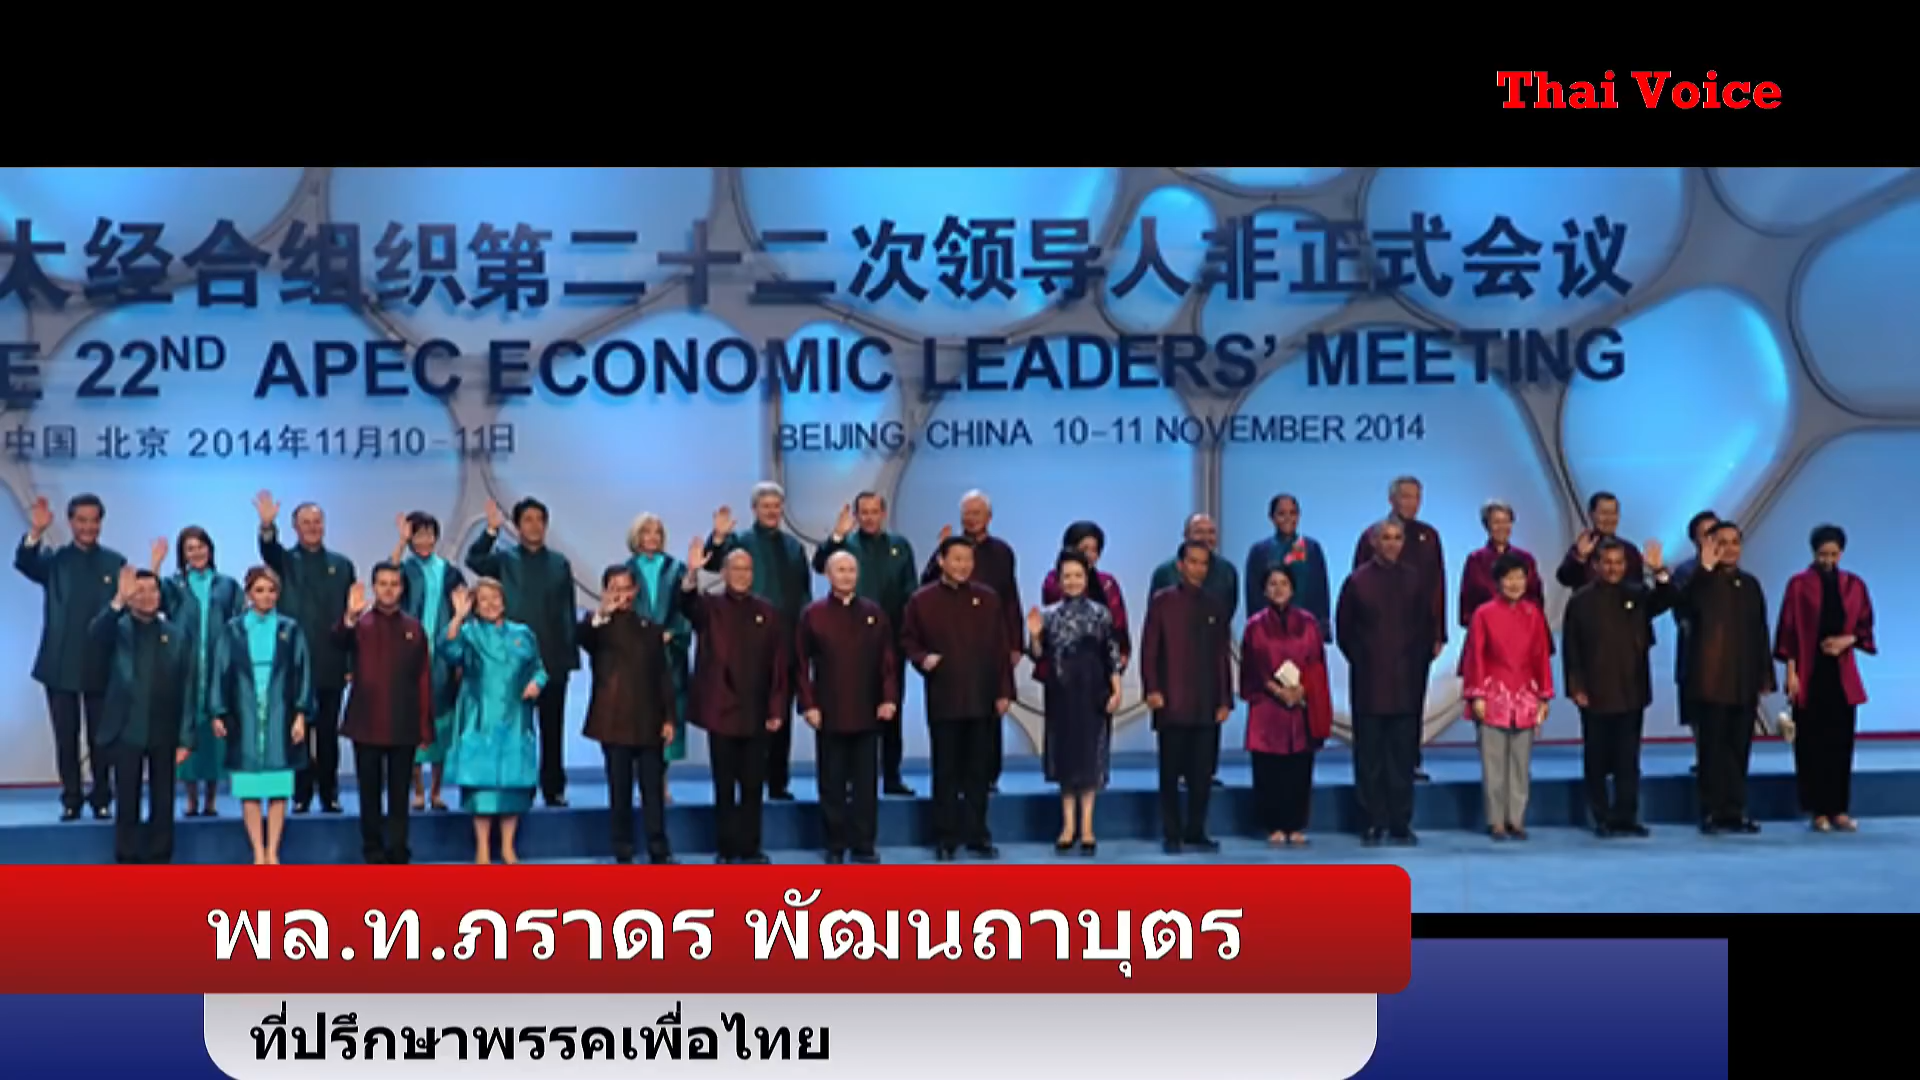 Thai Voice
太经合组织第二十二次领导人非正式会议
E 22ND APEC ECONOMIC LEADERS' MEETING
中国 北京 2014年11月10-11日 BEIJING, CHINA 10-11 NOVEMBER 2014
พล.ท.ภราดร พัฒนถาบุตร
ที่ปรึกษาพรรคเพื่อไทย